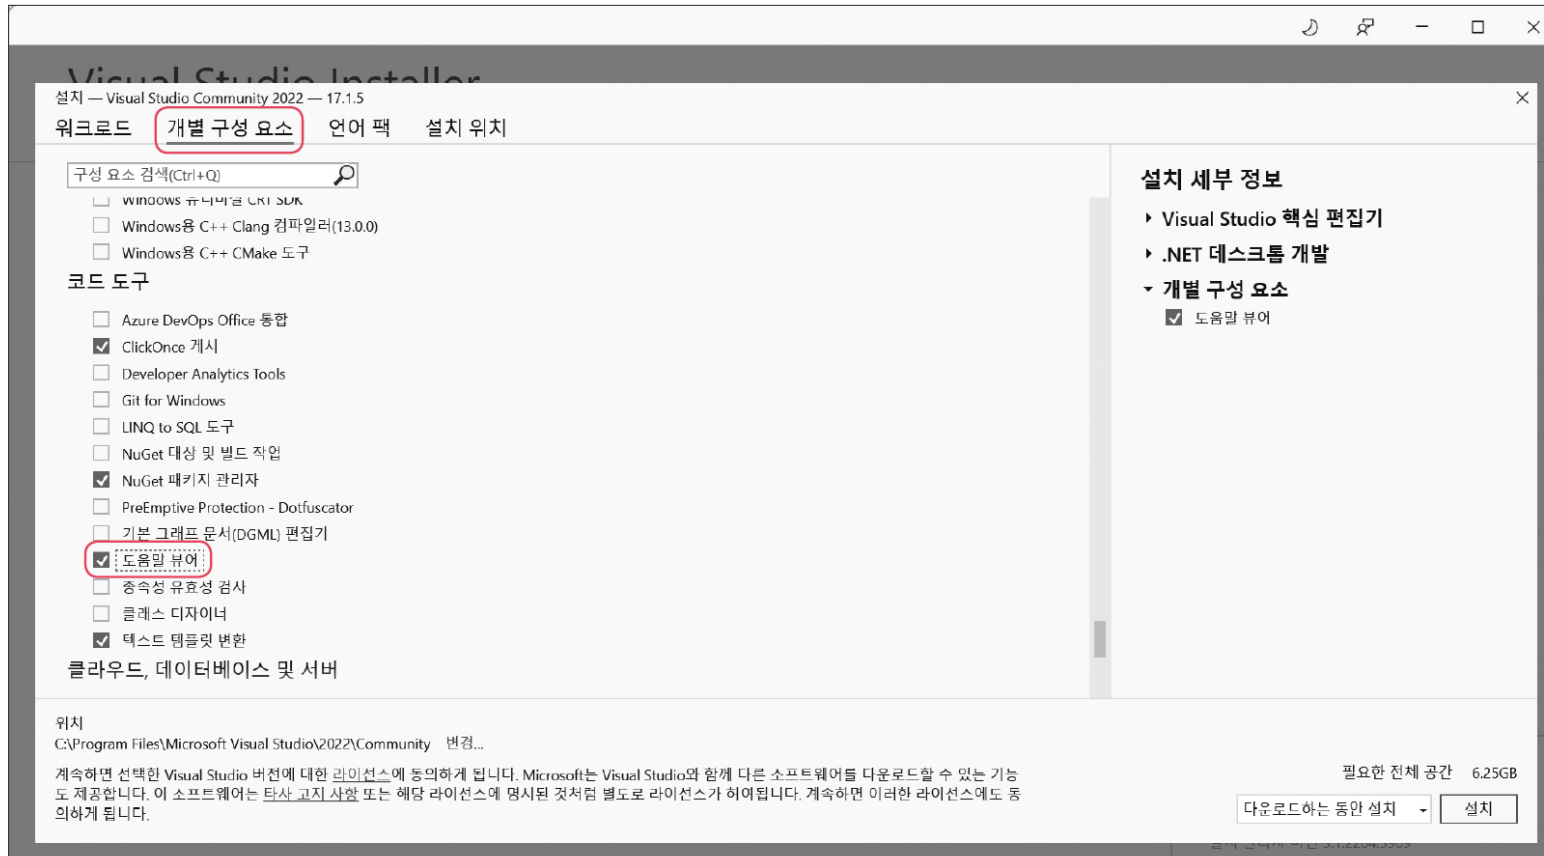 Visual Studio Installer
설치 — Visual Studio Community 2022 — 17.1.5
워크로드 개별 구성 요소 언어 팩 설치 위치
구성 요소 검색(Ctrl+Q)
Windows 유니버설 CRT SDK
Windows용 C++ Clang 컴파일러(13.0.0)
Windows용 C++ CMake 도구
코드 도구
Azure DevOps Office 통합
ClickOnce 게시
Developer Analytics Tools
Git for Windows
LINQ to SQL 도구
NuGet 대상 및 빌드 작업
NuGet 패키지 관리자
PreEmptive Protection - Dotfuscator
기본 그래프 문서(DGML) 편집기
도움말 뷰어
종속성 유효성 검사
클래스 디자이너
텍스트 템플릿 변환
클라우드, 데이터베이스 및 서버
설치 세부 정보
Visual Studio 핵심 편집기
.NET 데스크톱 개발
개별 구성 요소
도움말 뷰어
위치
C:\Program Files\Microsoft Visual Studio\2022\Community 변경...
계속하면 선택한 Visual Studio 버전에 대한 라이선스에 동의하게 됩니다. Microsoft는 Visual Studio와 함께 다른 소프트웨어를 다운로드할 수 있는 기능
도 제공합니다. 이 소프트웨어는 타사 고지 사항 또는 해당 라이선스에 명시된 것처럼 별도로 라이선스가 허여됩니다. 계속하면 이러한 라이선스에도 동
의하게 됩니다.
필요한 전체 공간 6.25GB
다운로드하는 동안 설치 설치